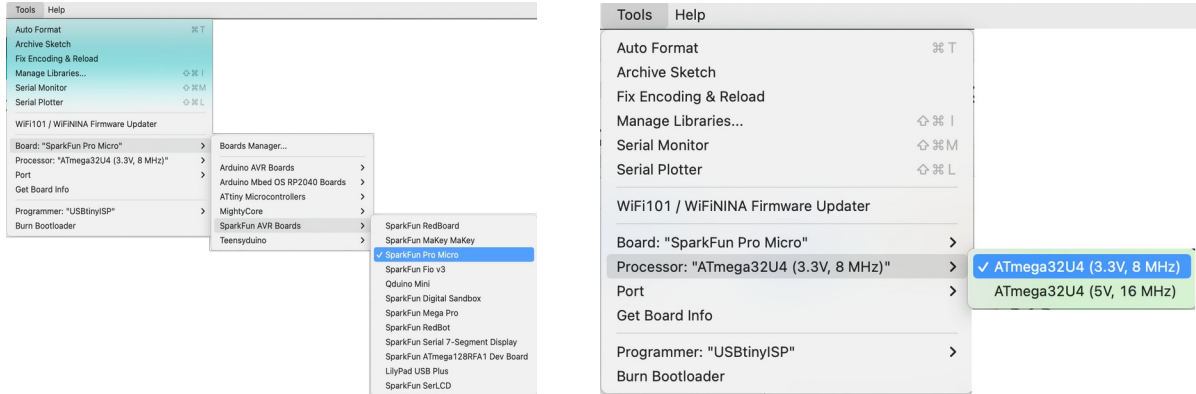 Tools Help
Auto Format ⌘ T
Archive Sketch
Fix Encoding & Reload
Manage Libraries... ⇧ ⌘ I
Serial Monitor ⇧ ⌘ M
Serial Plotter ⇧ ⌘ L
WiFi101 / WiFiNINA Firmware Updater
Board: "SparkFun Pro Micro"
Processor: "ATmega32U4 (3.3V, 8 MHz)"
Port
Get Board Info
Programmer: "USBtinyISP"
Burn Bootloader
Boards Manager...
Arduino AVR Boards
Arduino Mbed OS RP2040 Boards
ATtiny Microcontrollers
MightyCore
SparkFun AVR Boards
Teensyduino
SparkFun RedBoard
SparkFun MaKey MaKey
✓ SparkFun Pro Micro
SparkFun Fio v3
Qduino Mini
SparkFun Digital Sandbox
SparkFun Mega Pro
SparkFun RedBot
SparkFun Serial 7-Segment Display
SparkFun ATmega128RFA1 Dev Board
LilyPad USB Plus
SparkFun SerLCD
Tools Help
Auto Format ⌘ T
Archive Sketch
Fix Encoding & Reload
Manage Libraries... ⇧ ⌘ I
Serial Monitor ⇧ ⌘ M
Serial Plotter ⇧ ⌘ L
WiFi101 / WiFiNINA Firmware Updater
Board: "SparkFun Pro Micro"
Processor: "ATmega32U4 (3.3V, 8 MHz)"
Port
Get Board Info
Programmer: "USBtinyISP"
Burn Bootloader
✓ ATmega32U4 (3.3V, 8 MHz)
ATmega32U4 (5V, 16 MHz)